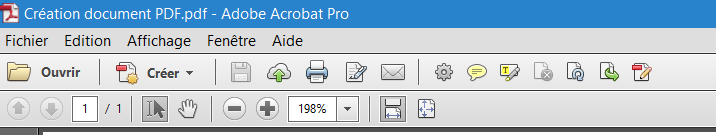 Création document PDF.pdf - Adobe Acrobat Pro
Fichier Edition Affichage Fenêtre Aide
Ouvrir Créer
1 / 1 198%